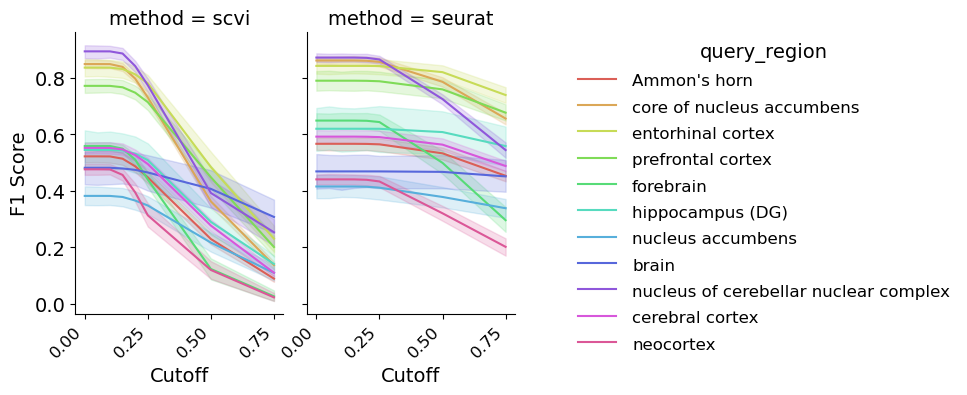 method = scvi
method = seurat
F1 Score
0.8
0.6
0.4
0.2
0.0
0.00
0.25
0.50
0.75
Cutoff
0.00
0.25
0.50
0.75
Cutoff
query_region
Ammon's horn
core of nucleus accumbens
entorhinal cortex
prefrontal cortex
forebrain
hippocampus (DG)
nucleus accumbens
brain
nucleus of cerebellar nuclear complex
cerebral cortex
neocortex